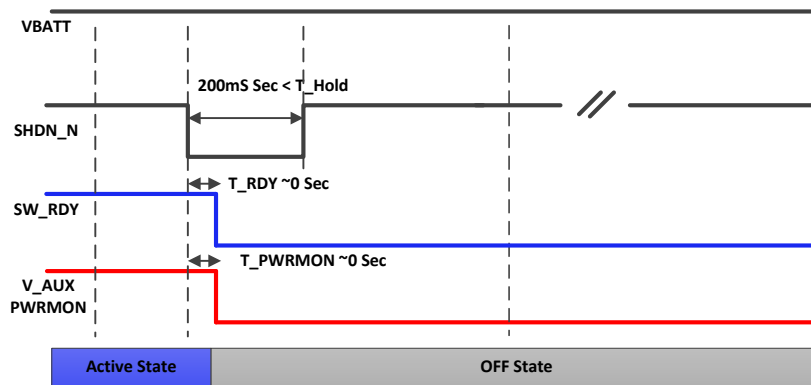 VBATT
200mS Sec < T_Hold
SHDN_N
T_RDY ~0 Sec
SW_RDY
T_PWRMON ~0 Sec
V_AUX
PWRMON
Active State
OFF State